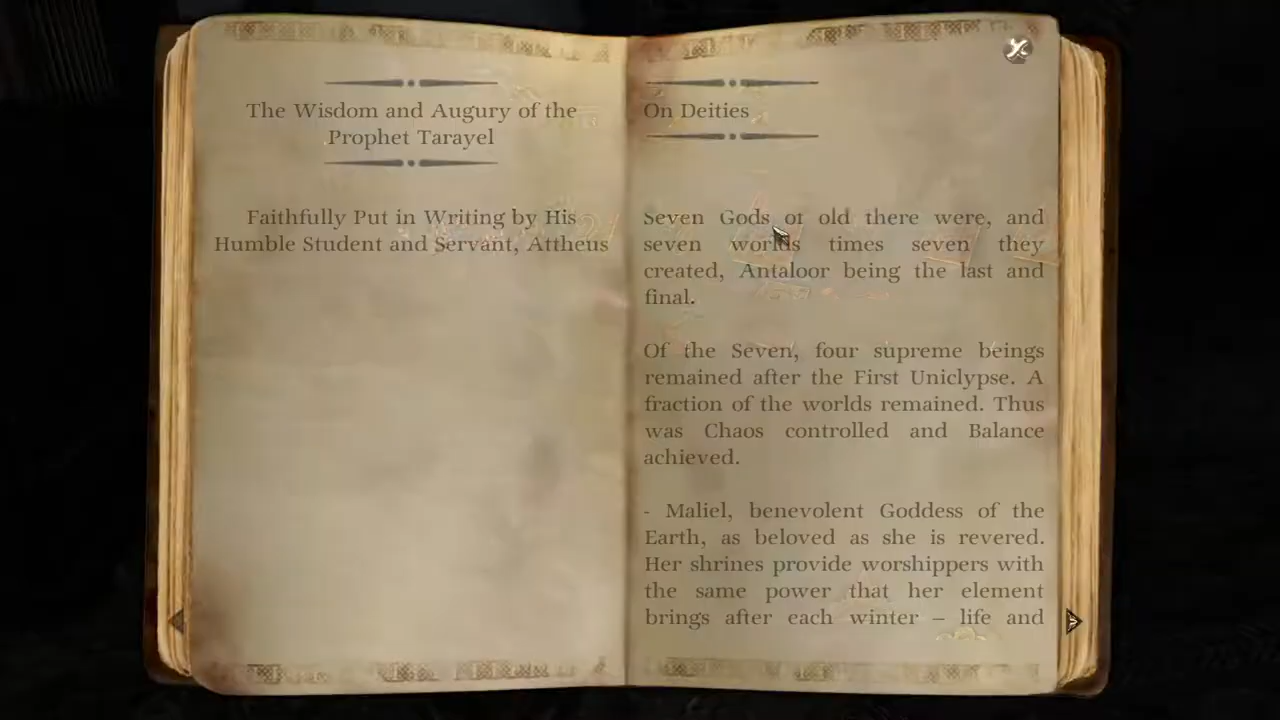 The Wisdom and Augury of the
Prophet Tarayel
Faithfully Put in Writing by His
Humble Student and Servant, Attheus
On Deities
Seven Gods of old there were, and
seven worlds times seven they
created, Antaloor being the last and
final.
Of the Seven, four supreme beings
remained after the First Uniclypse. A
fraction of the worlds remained. Thus
was Chaos controlled and Balance
achieved.
- Maliel, benevolent Goddess of the
Earth, as beloved as she is revered.
Her shrines provide worshippers with
the same power that her element
brings after each winter – life and